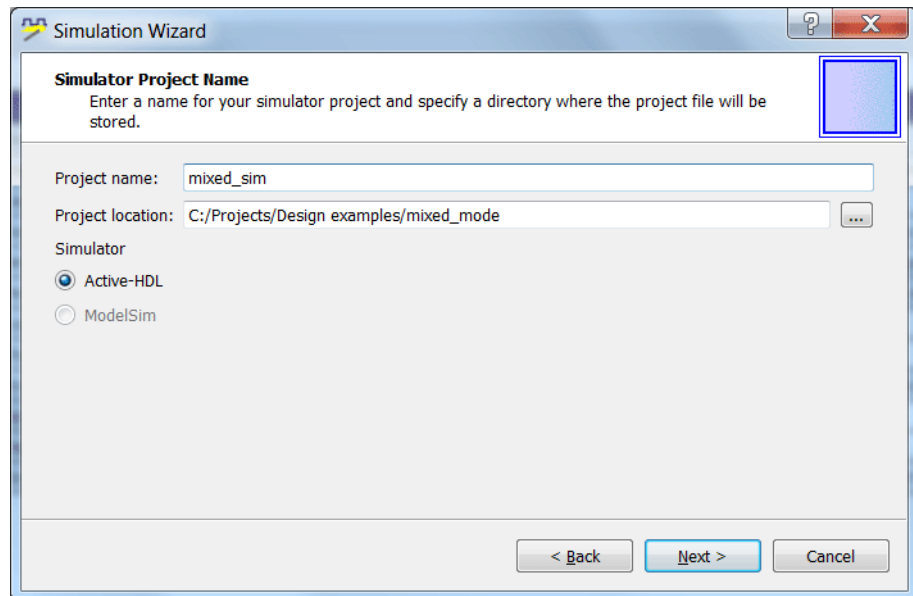 Simulation Wizard
Simulator Project Name
Enter a name for your simulator project and specify a directory where the project file will be
stored.
Project name: mixed_sim
Project location: C:/Projects/Design examples/mixed_mode ...
Simulator
Active-HDL
ModelSim
< Back Next > Cancel